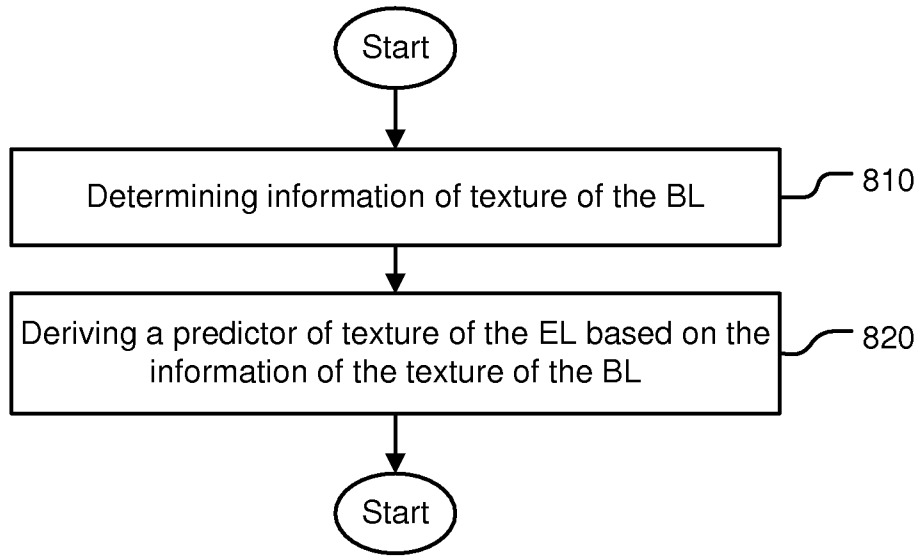 Start
Determining information of texture of the BL
810
Deriving a predictor of texture of the EL based on the
information of the texture of the BL
820
Start